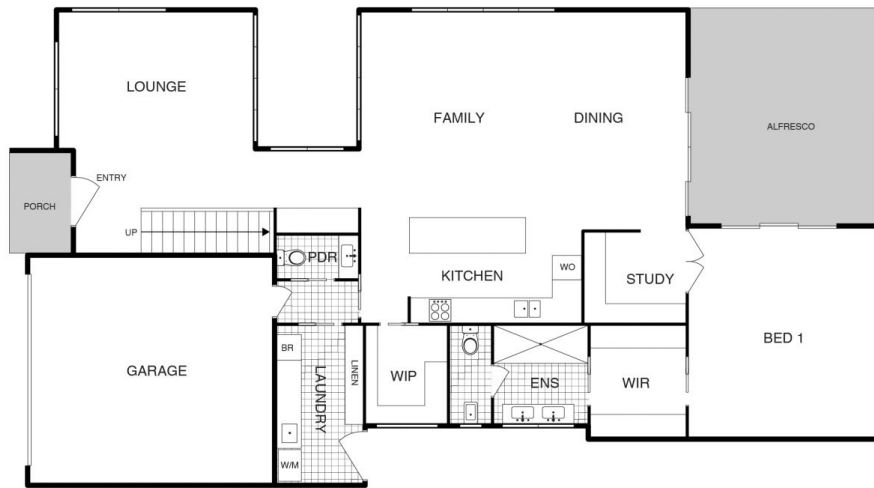 LOUNGE
FAMILY
DINING
ALFRESCO
ENTRY
PORCH
UP
PDR
KITCHEN
WO
STUDY
GARAGE
BR
LAUNDRY
LINEN
WIP
ENS
WIR
BED 1
W/M